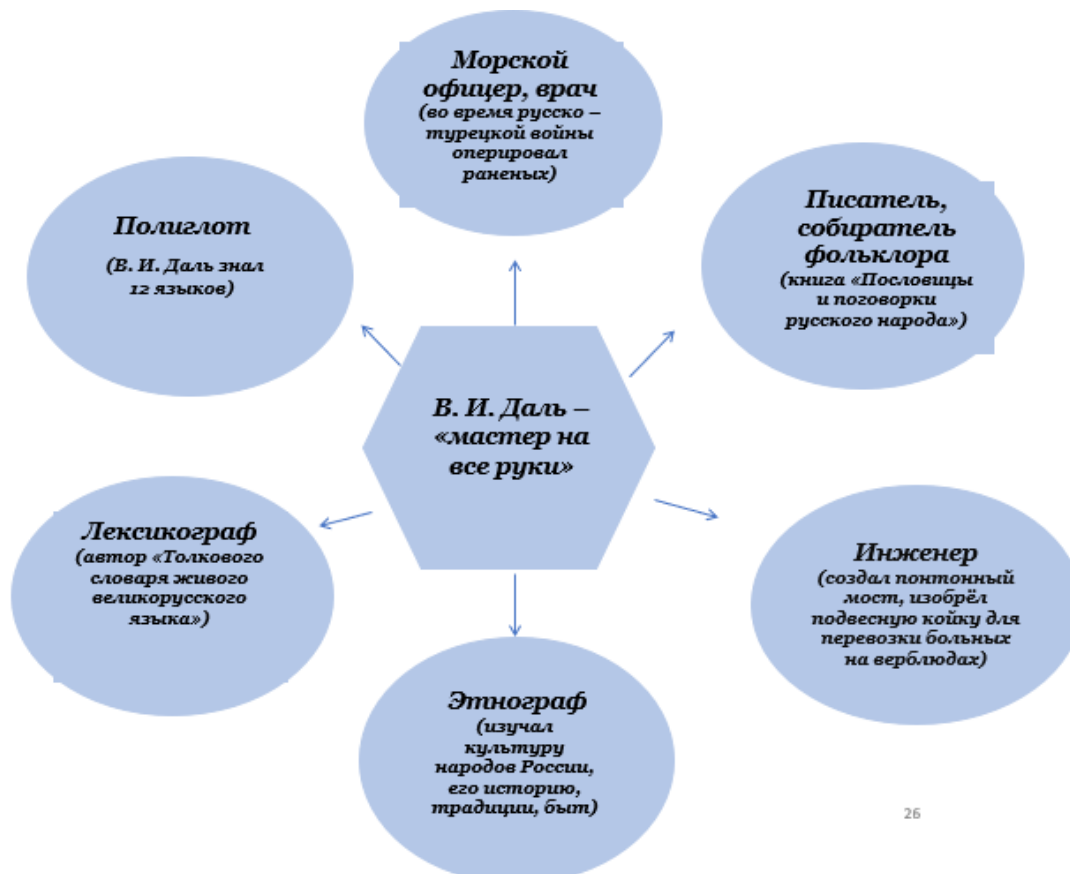 Морской
офицер, врач
(во время русско –
турецкой войны
оперировал
раненых)
Полиглот
(В. И. Даль знал
12 языков)
Писатель,
собиратель
фольклора
(книга «Пословицы
и поговорки
русского народа»)
В. И. Даль –
«мастер на
все руки»
Лексикограф
(автор «Толкового
словаря живого
великорусского
языка»)
Инженер
(создал понтонный
мост, изобрёл
подвесную койку для
перевозки больных
на верблюдах)
Этнограф
(изучал
культуру
народов России,
его историю,
традиции, быт)
26